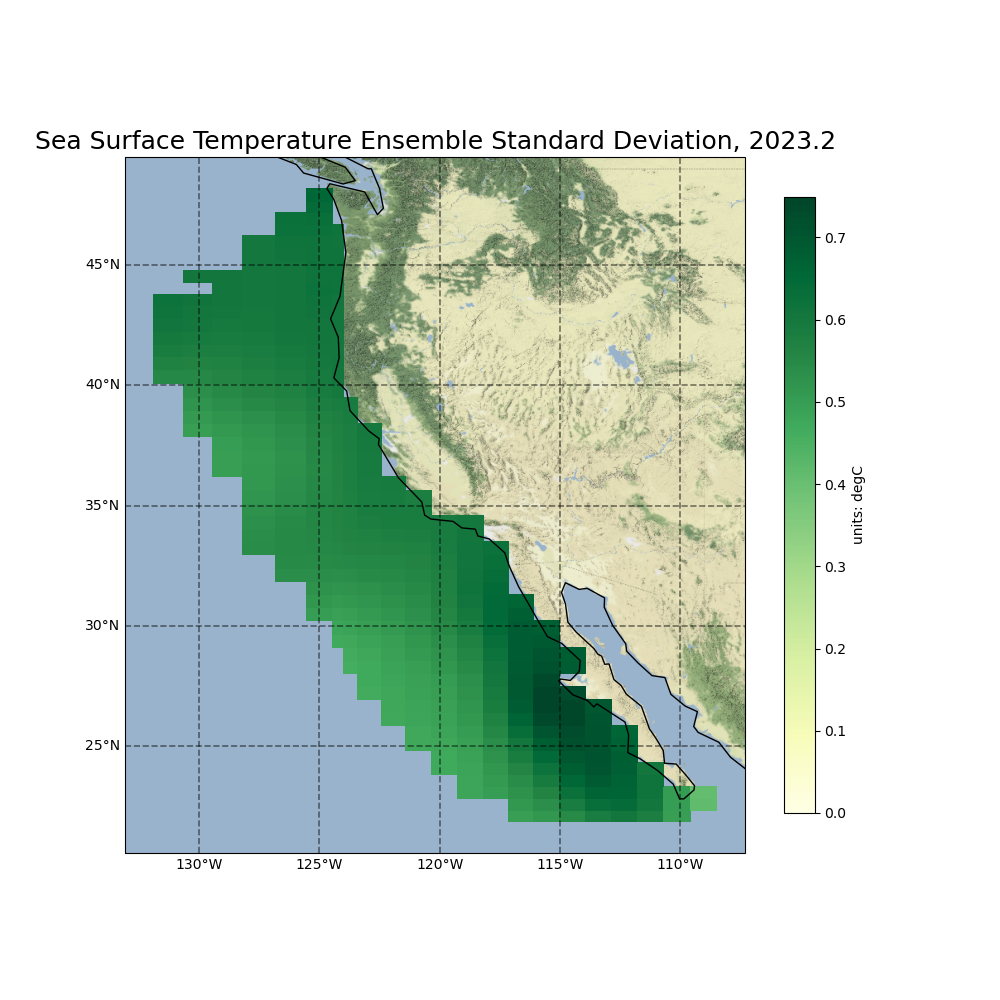 Sea Surface Temperature Ensemble Standard Deviation, 2023.2
45°N
40°N
35°N
30°N
25°N
130°W
125°W
120°W
115°W
110°W
0.7
0.6
0.5
0.4
0.3
0.2
0.1
0.0
units: degC